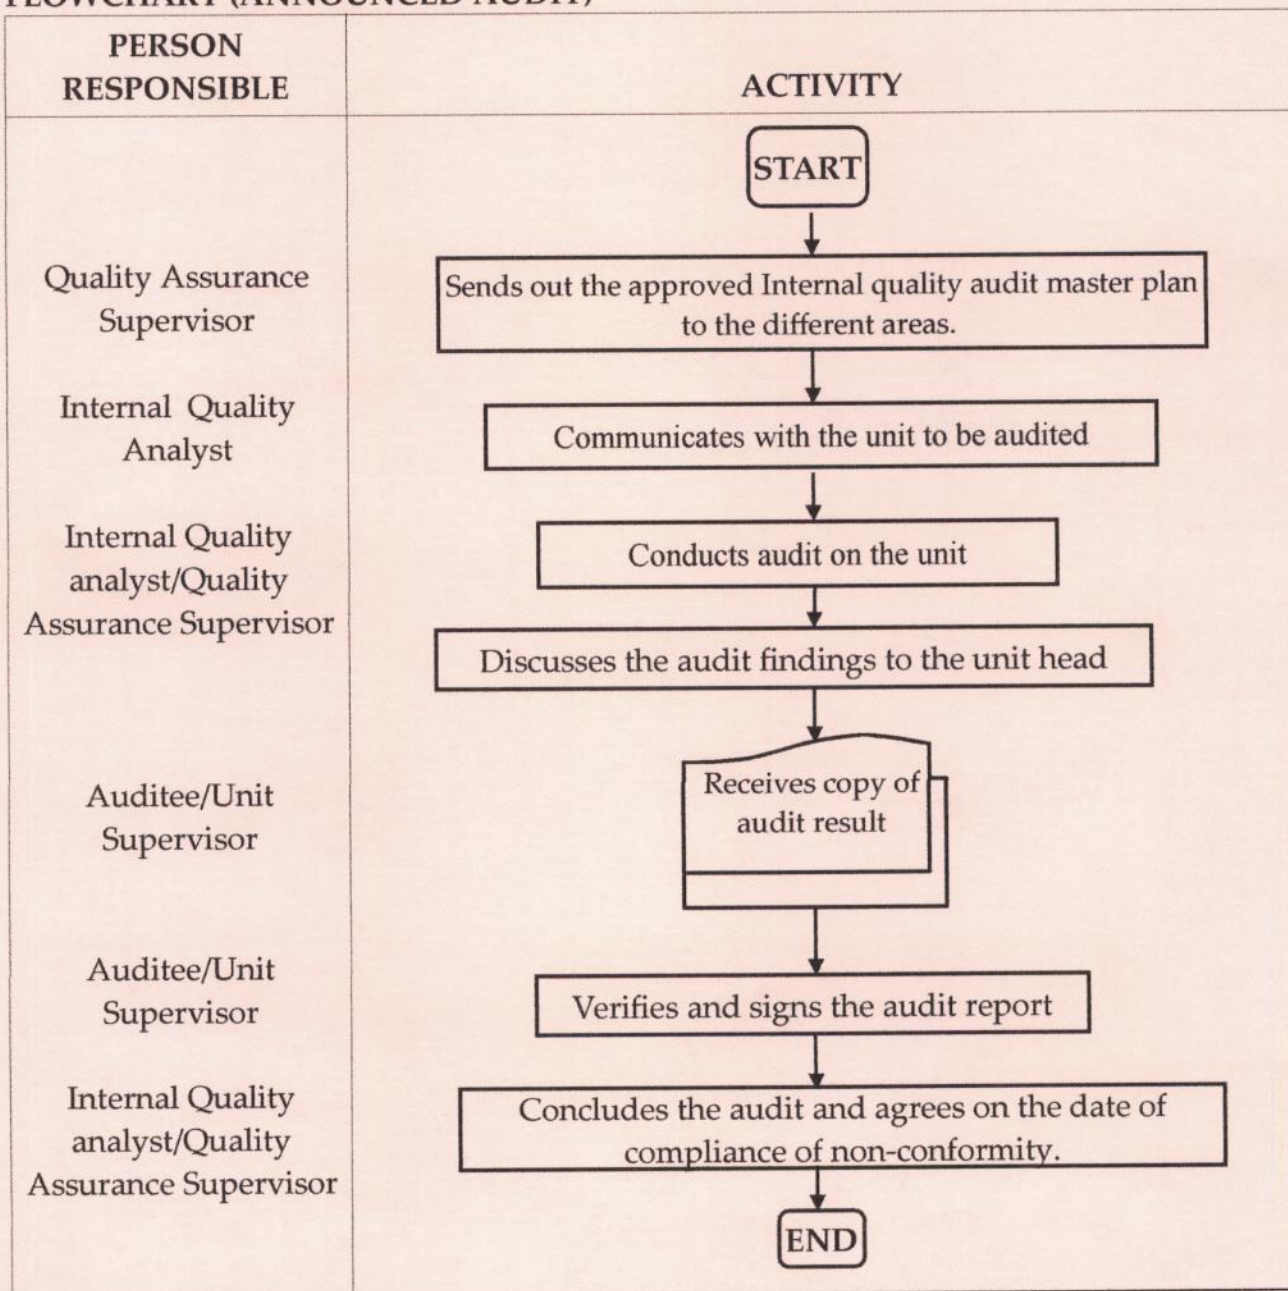 FLOWCHART (ANNOUNCED AUDIT)
PERSON
RESPONSIBLE
ACTIVITY
START
Quality Assurance
Supervisor
Sends out the approved Internal quality audit master plan
to the different areas.
Internal Quality
Analyst
Communicates with the unit to be audited
Internal Quality
analyst/Quality
Assurance Supervisor
Conducts audit on the unit
Discusses the audit findings to the unit head
Auditee/Unit
Supervisor
Receives copy of
audit result
Auditee/Unit
Supervisor
Verifies and signs the audit report
Internal Quality
analyst/Quality
Assurance Supervisor
Concludes the audit and agrees on the date of
compliance of non-conformity.
END